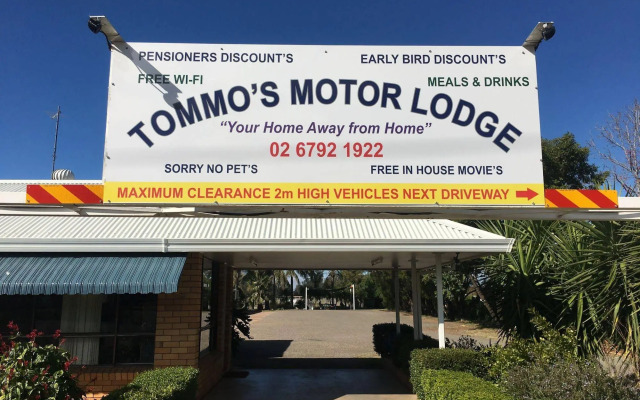 PENSIONERS DISCOUNT'S EARLY BIRD DISCOUNT'S
FREE WI-FI MEALS & DRINKS
TOMMO'S MOTOR LODGE
"Your Home Away from Home"
02 6792 1922
SORRY NO PET'S FREE IN HOUSE MOVIE'S
MAXIMUM CLEARANCE 2m HIGH VEHICLES NEXT DRIVEWAY